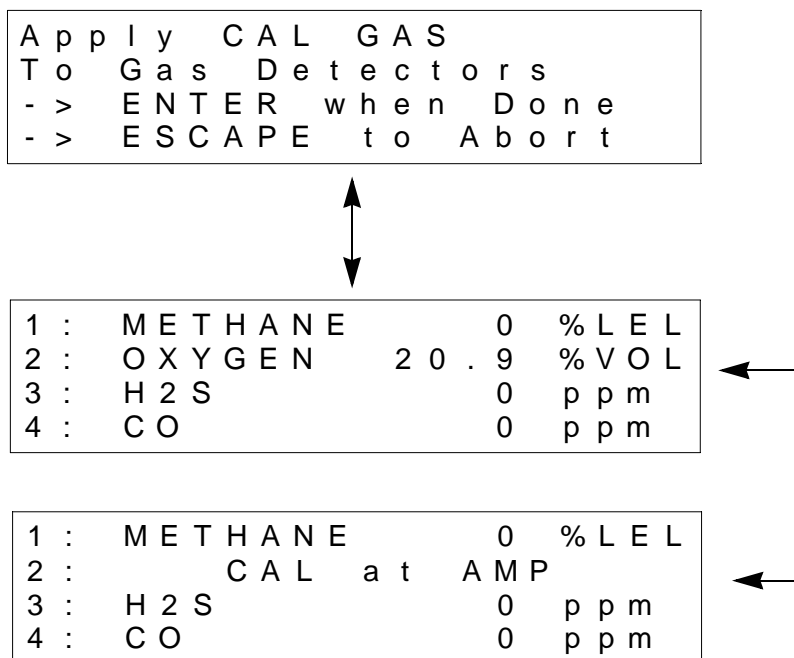 Apply CAL GAS
To Gas Detectors
-> ENTER when Done
-> ESCAPE to Abort
1: METHANE 0 %LEL
2: OXYGEN 20.9 %VOL
3: H2S 0 ppm
4: CO 0 ppm
1: METHANE 0 %LEL
2: CAL at AMP
3: H2S 0 ppm
4: CO 0 ppm